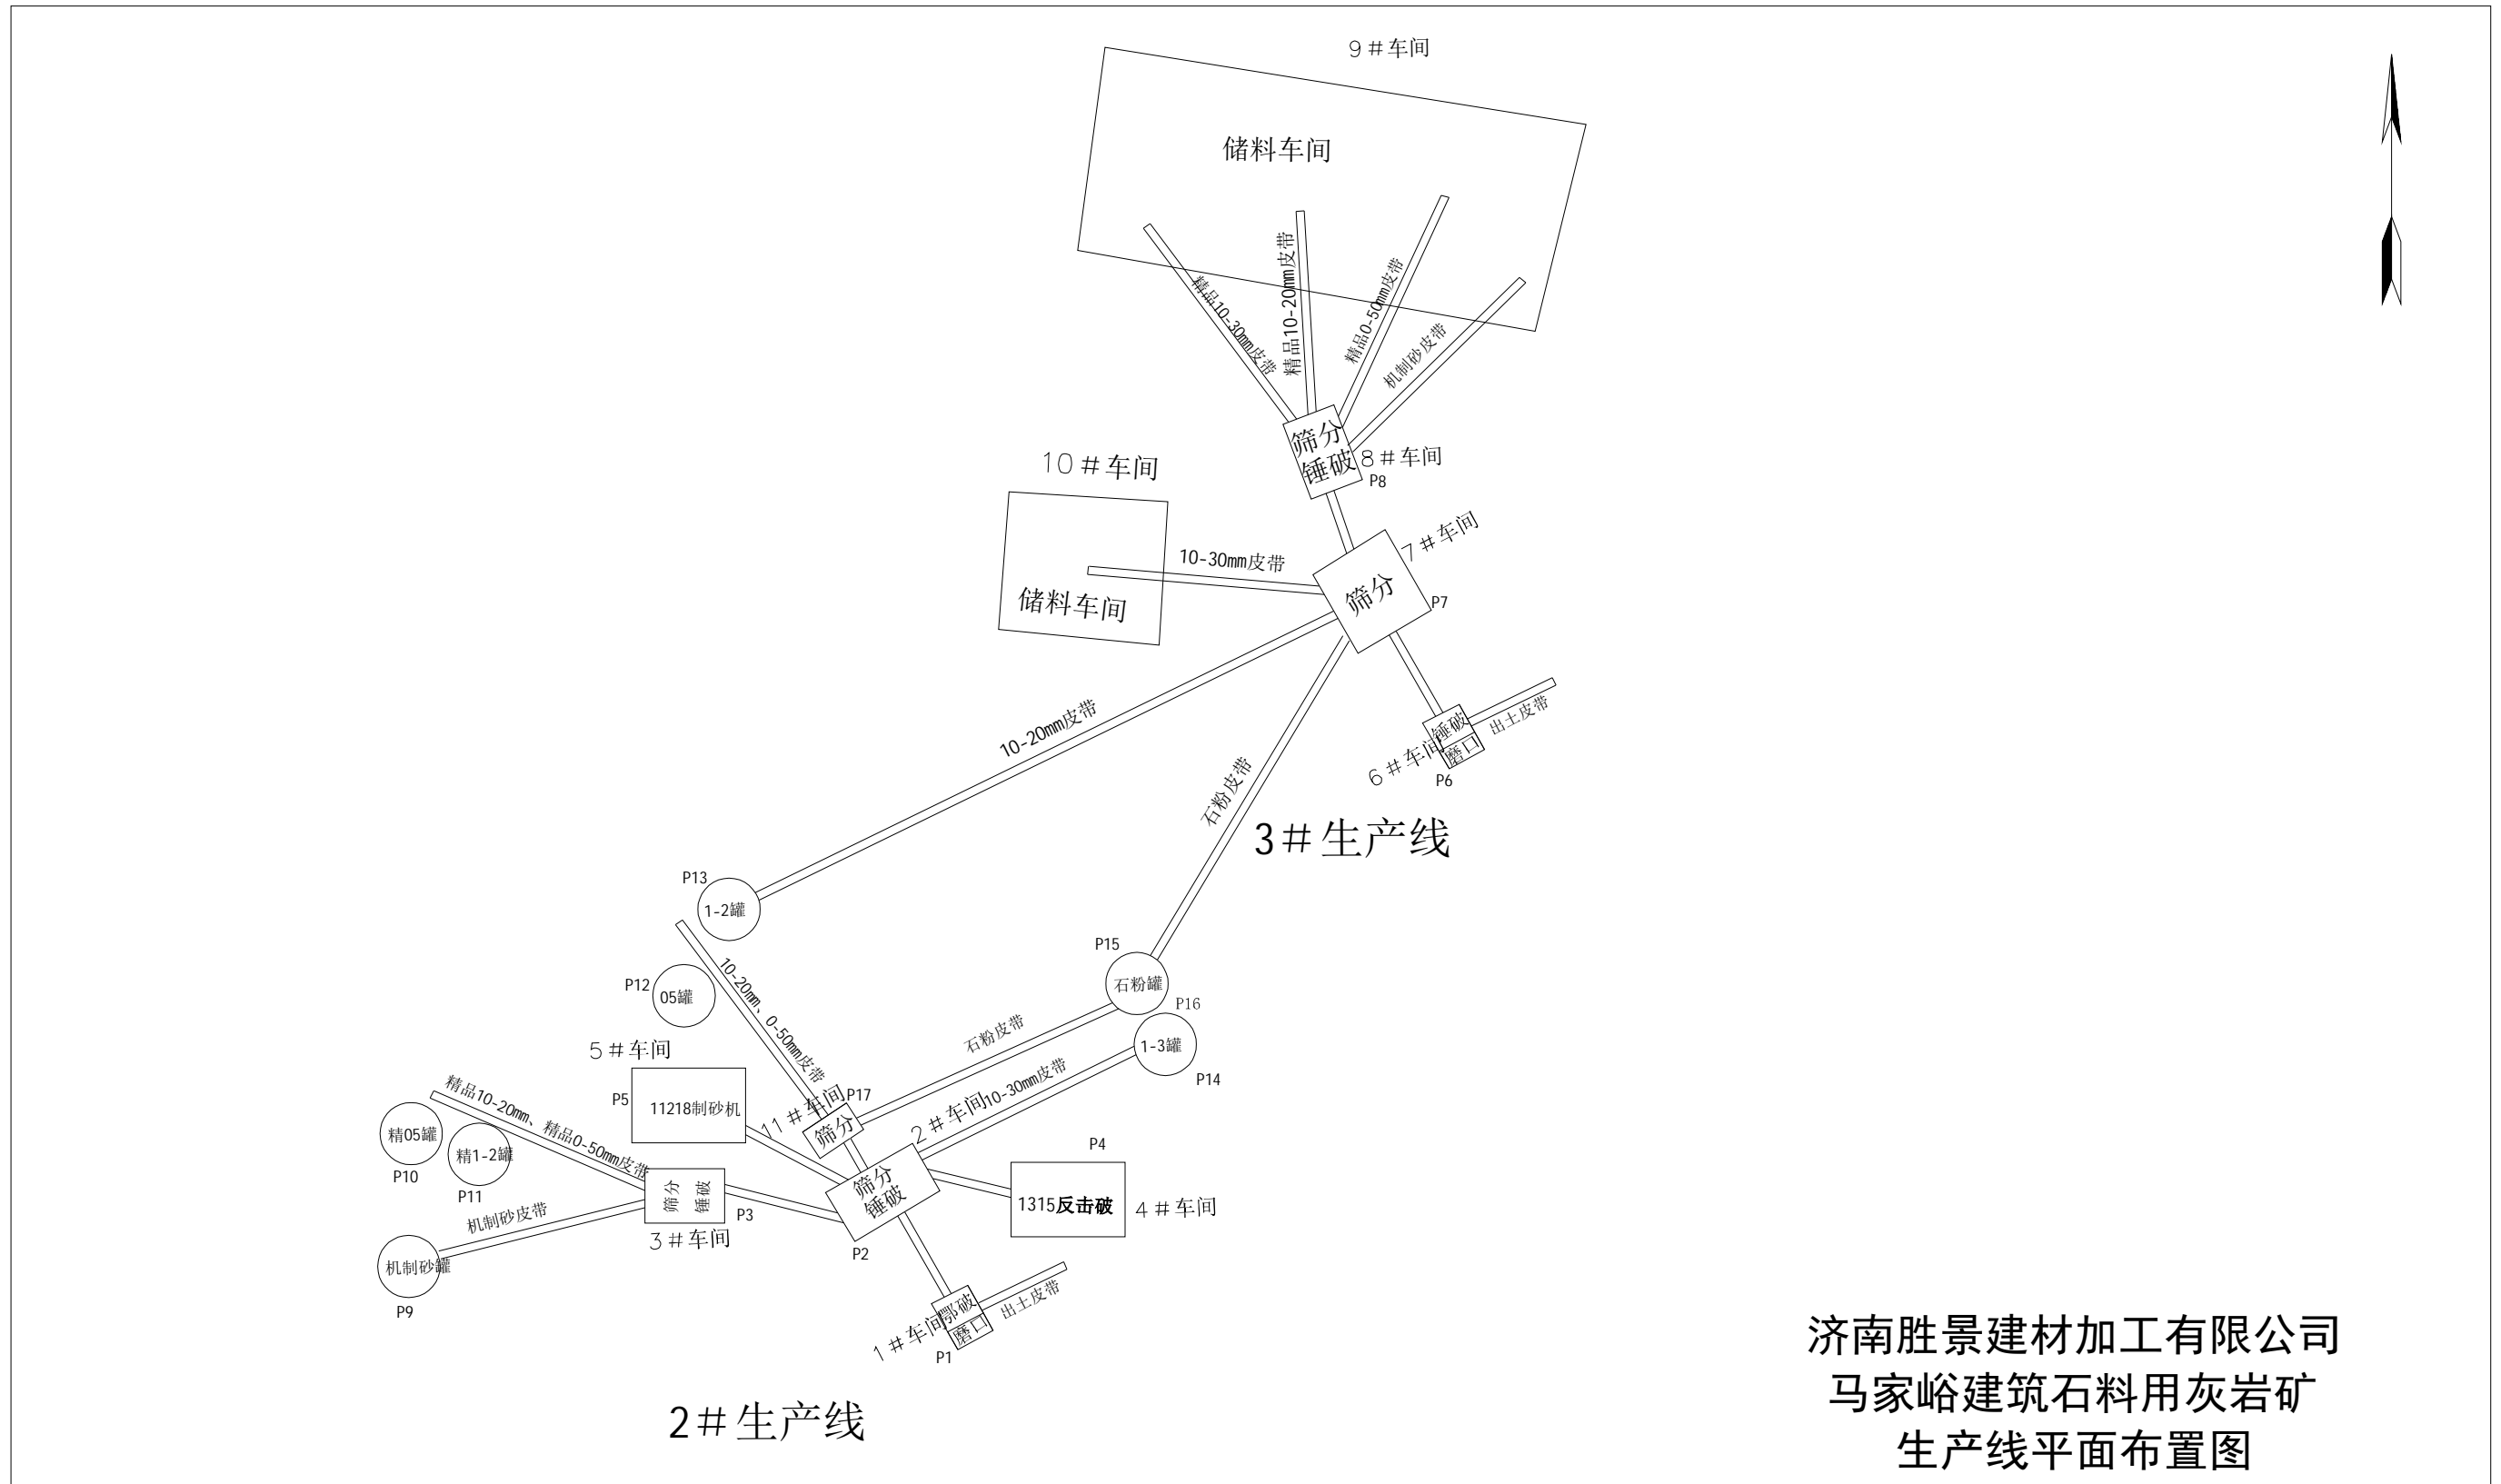 9＃车间
储料车间
精品10-30mm皮带
精品10-20mm皮带
精品0-50mm皮带
机制砂皮带
筛分
锤破
8＃车间
P8
10＃车间
储料车间
10-30mm皮带
7＃车间
筛分
P7
10-20mm皮带
石粉皮带
锤破
磨口
出土皮带
6＃车间
P6
3＃生产线
P13
1-2罐
P12
05罐
10-20mm、0-50mm皮带
P15
石粉罐
P16
1-3罐
P14
石粉皮带
10-30mm皮带
5＃车间
P5
11218制砂机
11＃车间
P17
筛分
2＃车间
筛分
锤破
P2
P4
1315反击破
4＃车间
精品10-20mm、精品0-50mm皮带
精05罐
P10
精1-2罐
P11
筛分
锤破
P3
3＃车间
机制砂皮带
机制砂罐
P9
鄂破
磨口
出土皮带
1＃车间
P1
2＃生产线
济南胜景建材加工有限公司
马家峪建筑石料用灰岩矿
生产线平面布置图